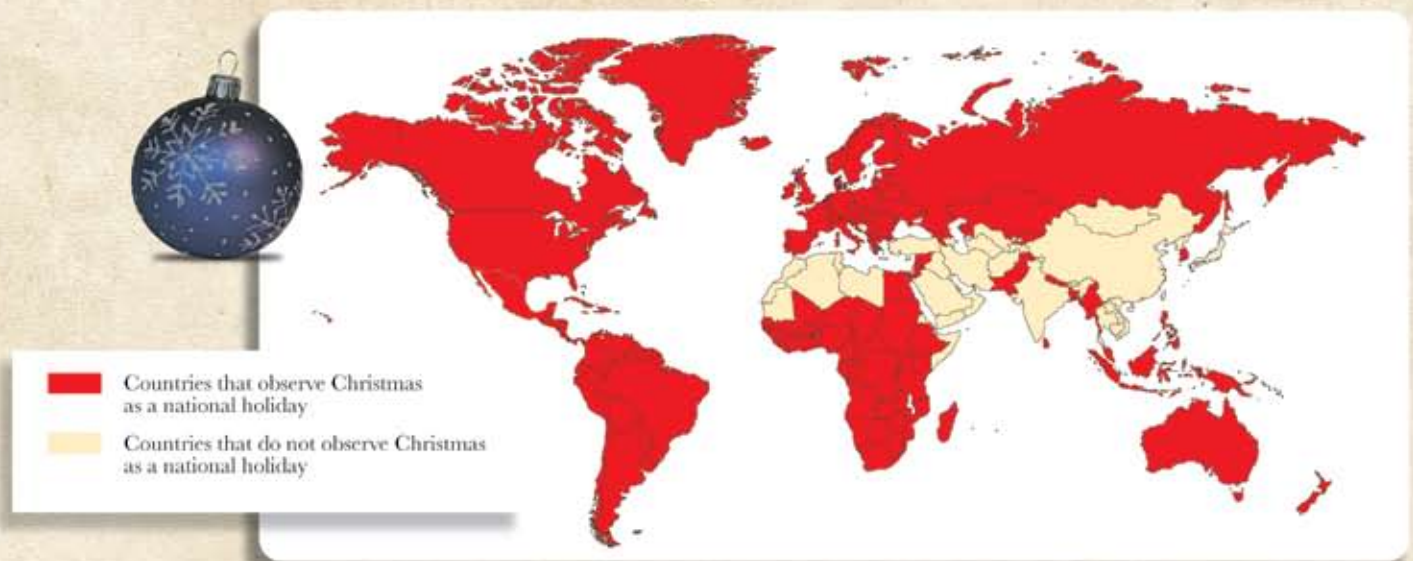 Countries that observe Christmas
as a national holiday
Countries that do not observe Christmas
as a national holiday